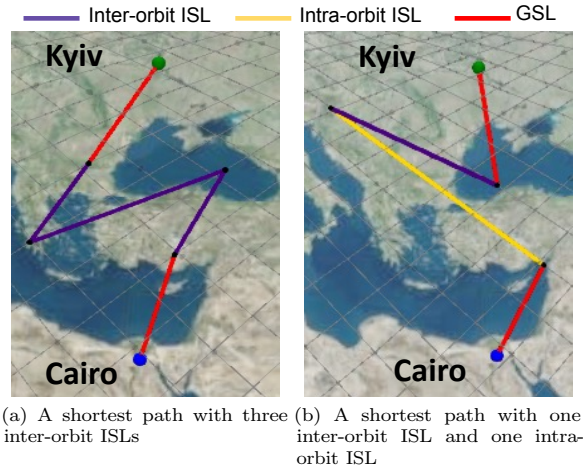 Inter-orbit ISL Intra-orbit ISL GSL
Kyiv Kyiv
Cairo Cairo
(a) A shortest path with three
inter-orbit ISLs
(b) A shortest path with one
inter-orbit ISL and one intra-
orbit ISL